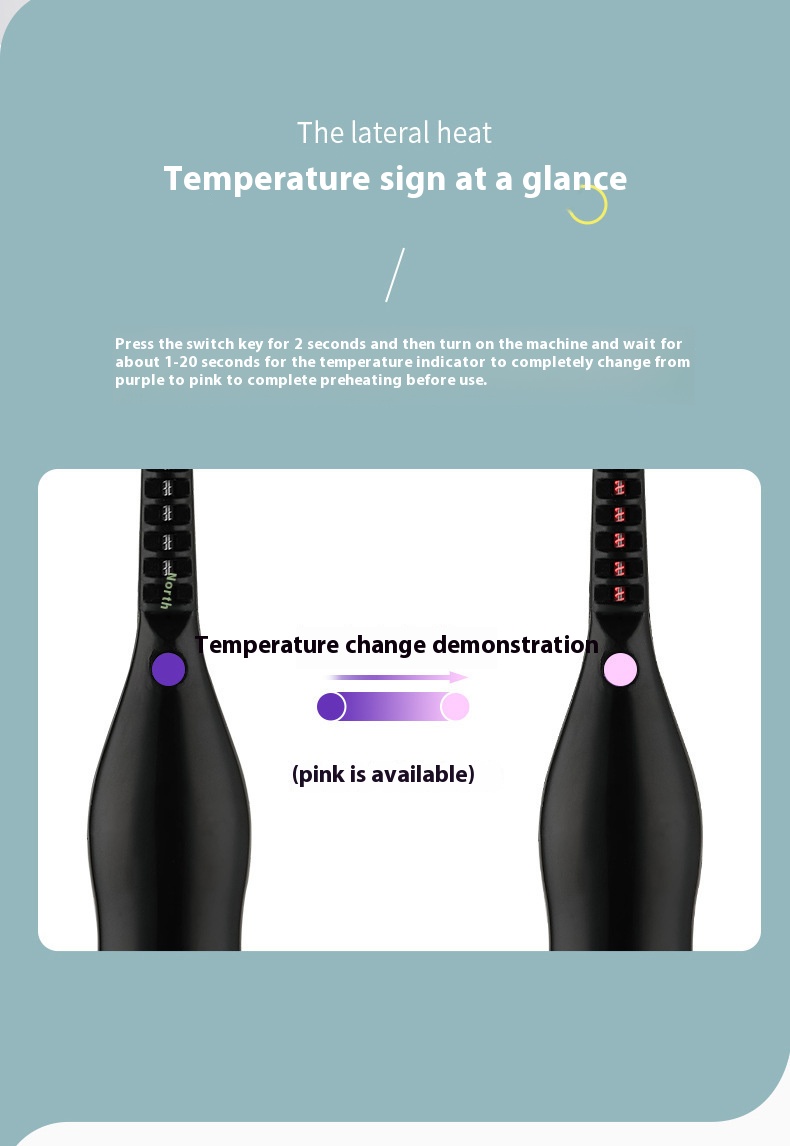 The lateral heat
Temperature sign at a glance
Press the switch key for 2 seconds and then turn on the machine and wait for
about 1-20 seconds for the temperature indicator to completely change from
purple to pink to complete preheating before use.
North
Temperature change demonstration
(pink is available)